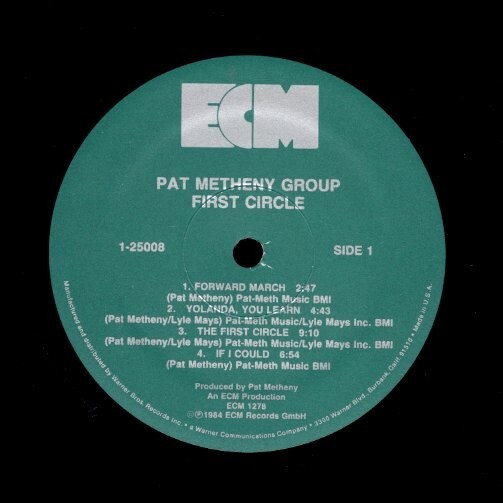 ECM
PAT METHENY GROUP
FIRST CIRCLE
1-25008
SIDE 1
1. FORWARD MARCH 2:47
(Pat Metheny) Pat-Meth Music BMI
2. YOLANDA, YOU LEARN 4:43
(Pat Metheny/Lyle Mays) Pat-Meth Music/Lyle Mays Inc. BMI
3. THE FIRST CIRCLE 9:10
(Pat Metheny/Lyle Mays) Pat-Meth Music/Lyle Mays Inc. BMI
4. IF I COULD 6:54
(Pat Metheny) Pat-Meth Music BMI
Produced by Pat Metheny
An ECM Production
ECM 1278
©℗1984 ECM Records GmbH
Manufactured and distributed by Warner Bros. Records Inc. • a Warner Communications Company • 3300 Warner Blvd., Burbank, Calif. 91510 • Made in U.S.A.